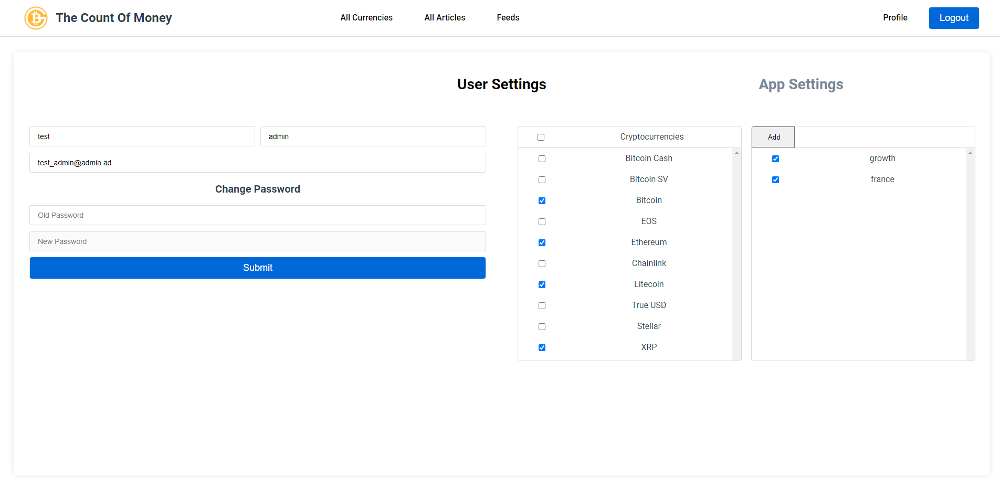 The Count Of Money
All Currencies
All Articles
Feeds
Profile
Logout
User Settings
App Settings
test
admin
test_admin@admin.ad
Change Password
Old Password
New Password
Submit
Cryptocurrencies
Bitcoin Cash
Bitcoin SV
Bitcoin
EOS
Ethereum
Chainlink
Litecoin
True USD
Stellar
XRP
Add
growth
france